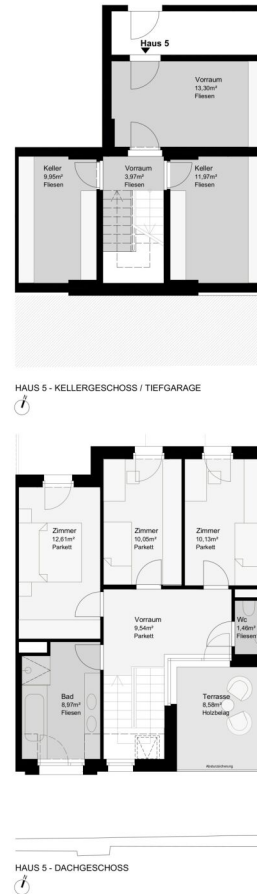 Haus 5
Vorraum
13,30m²
Fliesen
Keller
9,95m²
Fliesen
Vorraum
3,97m²
Fliesen
Keller
11,97m²
Fliesen
HAUS 5 - KELLERGESCHOSS / TIEFGARAGE
N
Zimmer
12,61m²
Parkett
Zimmer
10,05m²
Parkett
Zimmer
10,13m²
Parkett
Vorraum
9,54m²
Parkett
Wc
1,46m²
Fliesen
Bad
8,97m²
Fliesen
Terrasse
8,58m²
Holzbelag
HAUS 5 - DACHGESCHOSS
N